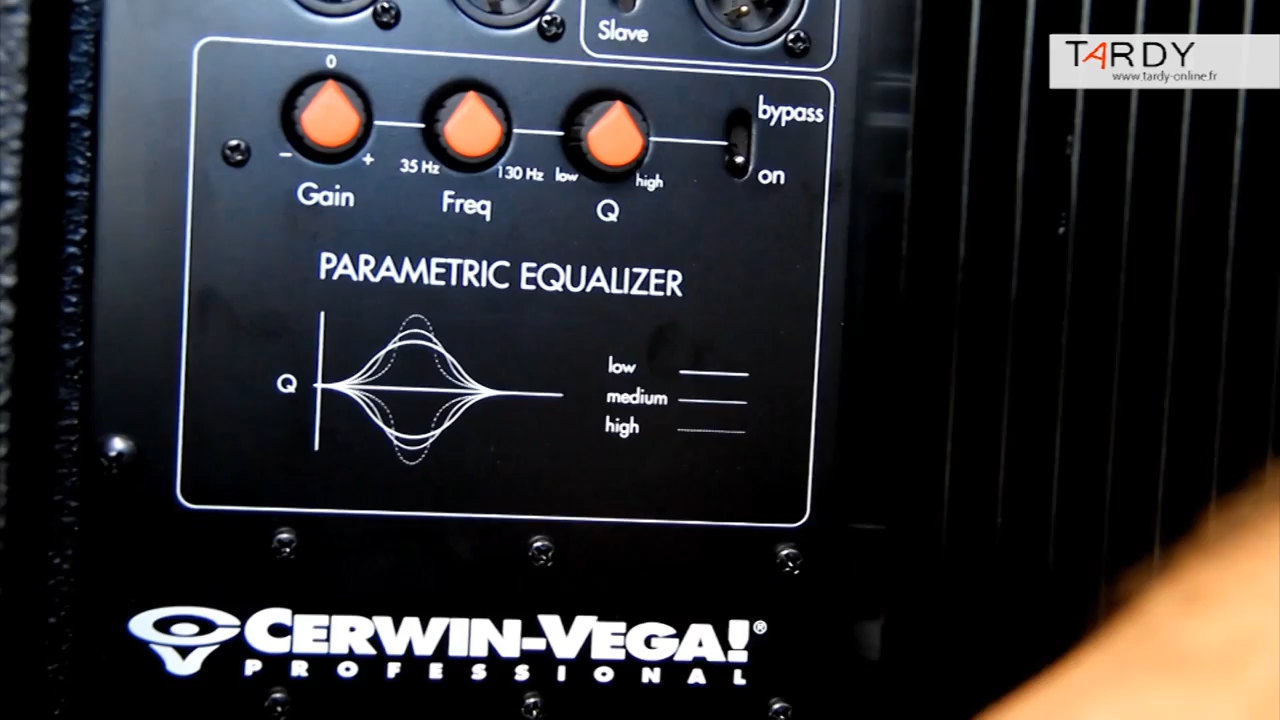 Slave
TARDY
www.tardy-online.fr
0
bypass
- +
35 Hz 130 Hz low high
on
Gain Freq Q
PARAMETRIC EQUALIZER
Q
low
medium
high
CERWIN-VEGA!®
PROFESSIONAL